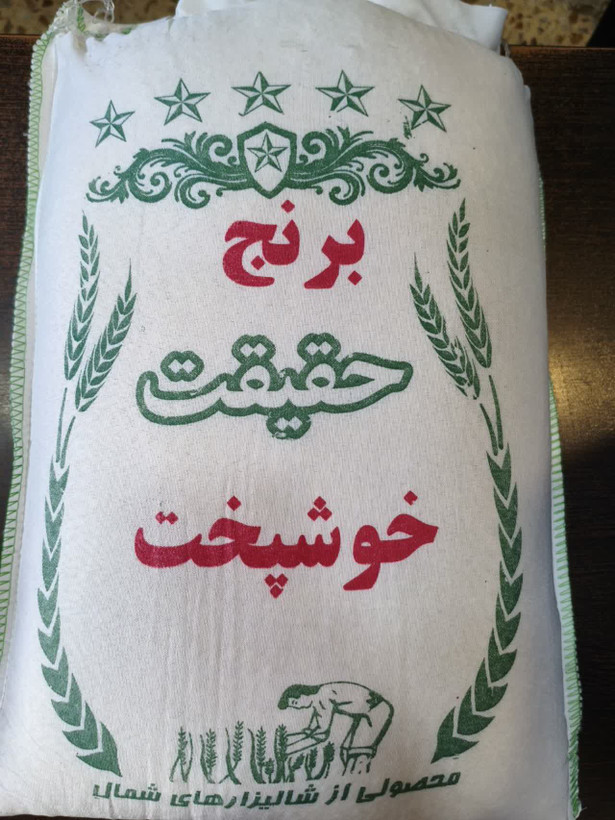 برنج
حقیقت
خوشپخت
محصولی از شالیزارهای شمال